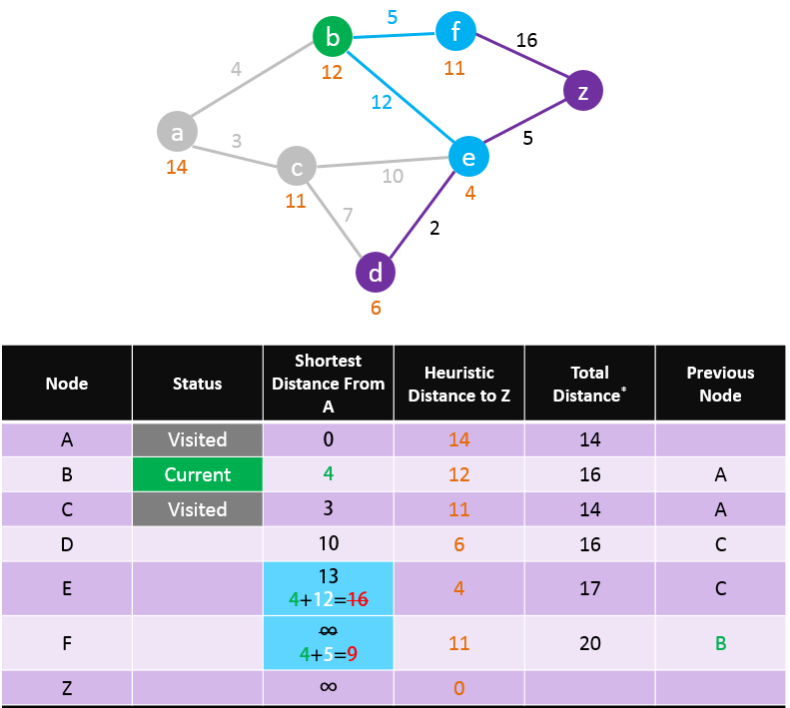 5
b
f
16
4
12
11
z
12
a
3
5
e
14
c
10
4
11
7
2
d
6
Node Status Shortest Distance From A Heuristic Distance to Z Total Distance* Previous Node
A Visited 0 14 14
B Current 4 12 16 A
C Visited 3 11 14 A
D 10 6 16 C
E 13 4 17 C
4+12=16
F ∞ 11 20 B
4+5=9
Z ∞ 0